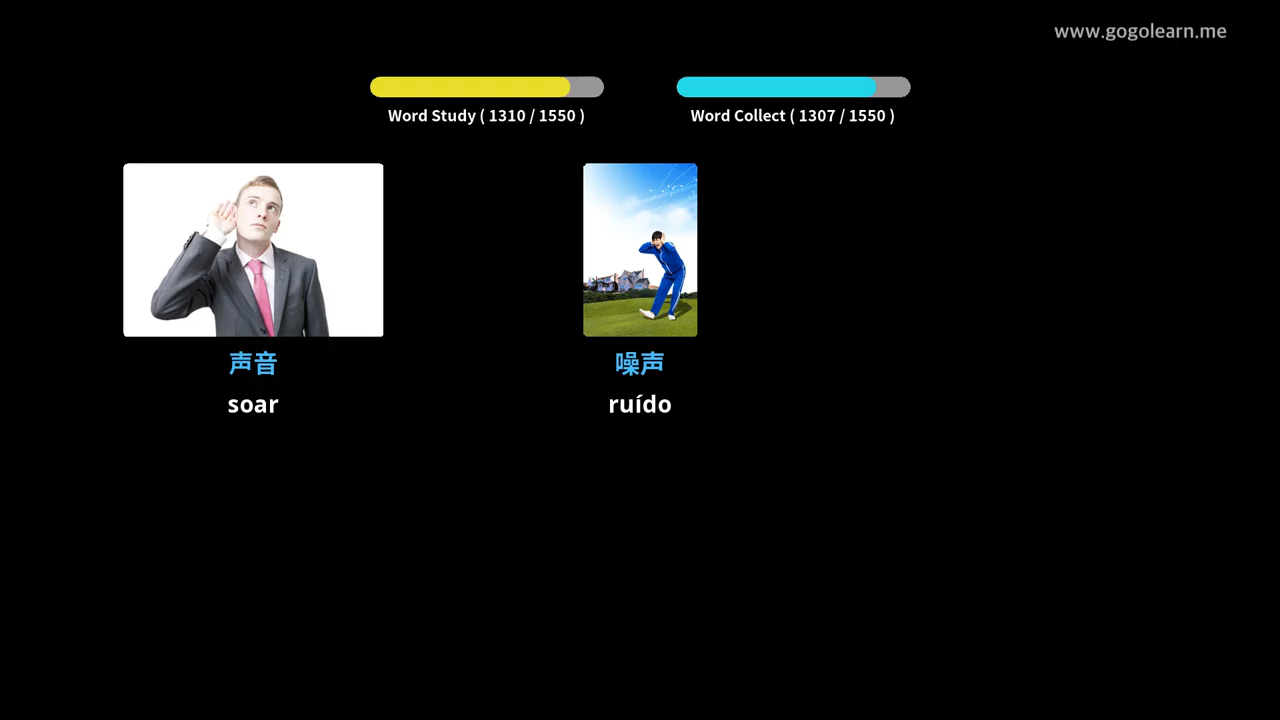 www.gogolearn.me
Word Study ( 1310 / 1550 )
Word Collect ( 1307 / 1550 )
声音
噪声
soar
ruído